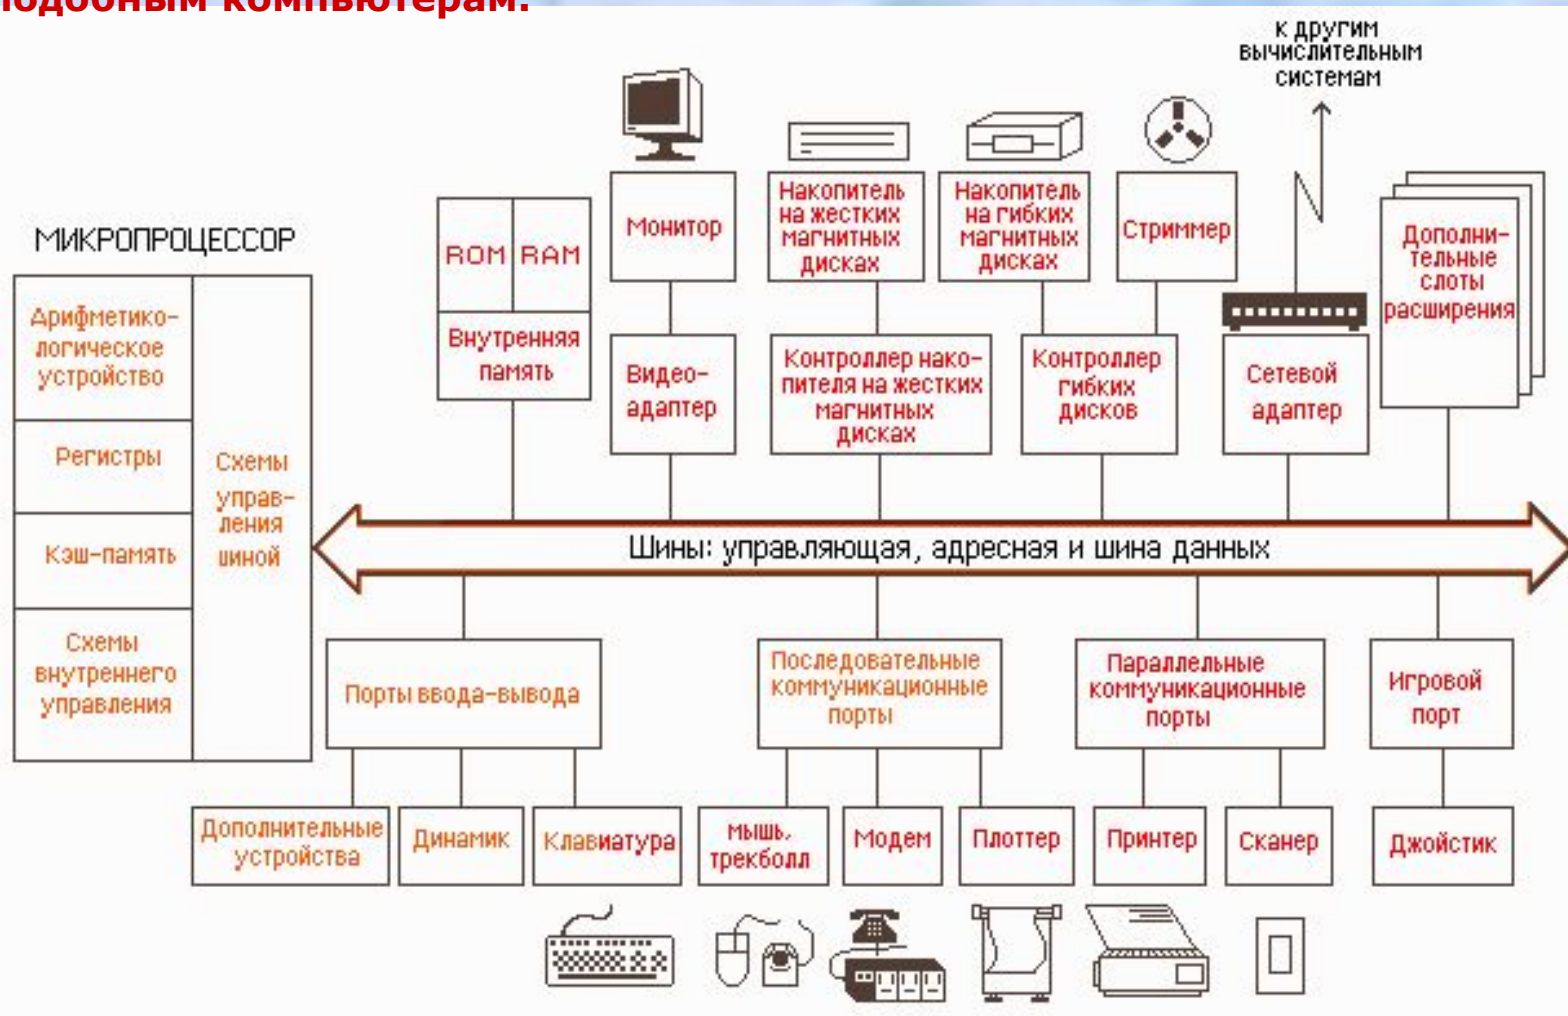 подобным компьютерам.
к другим
вычислительным
системам
МИКРОПРОЦЕССОР
Арифметико-
логическое
устройство
Регистры
Кэш-память
Схемы
внутреннего
управления
Схемы
управ-
ления
шиной
ROM
RAM
Внутренняя
память
Монитор
Видео-
адаптер
Накопитель
на жестких
магнитных
дисках
Контроллер нако-
пителя на жестких
магнитных
дисках
Накопитель
на гибких
магнитных
дисках
Стриммер
Контроллер
гибких
дисков
Сетевой
адаптер
Дополни-
тельные
слоты
расширения
Шины: управляющая, адресная и шина данных
Порты ввода-вывода
Последовательные
коммуникационные
порты
Параллельные
коммуникационные
порты
Игровой
порт
Дополнительные
устройства
Динамик
Клавиатура
мышь,
трекболл
Модем
Плоттер
Принтер
Сканер
Джойстик